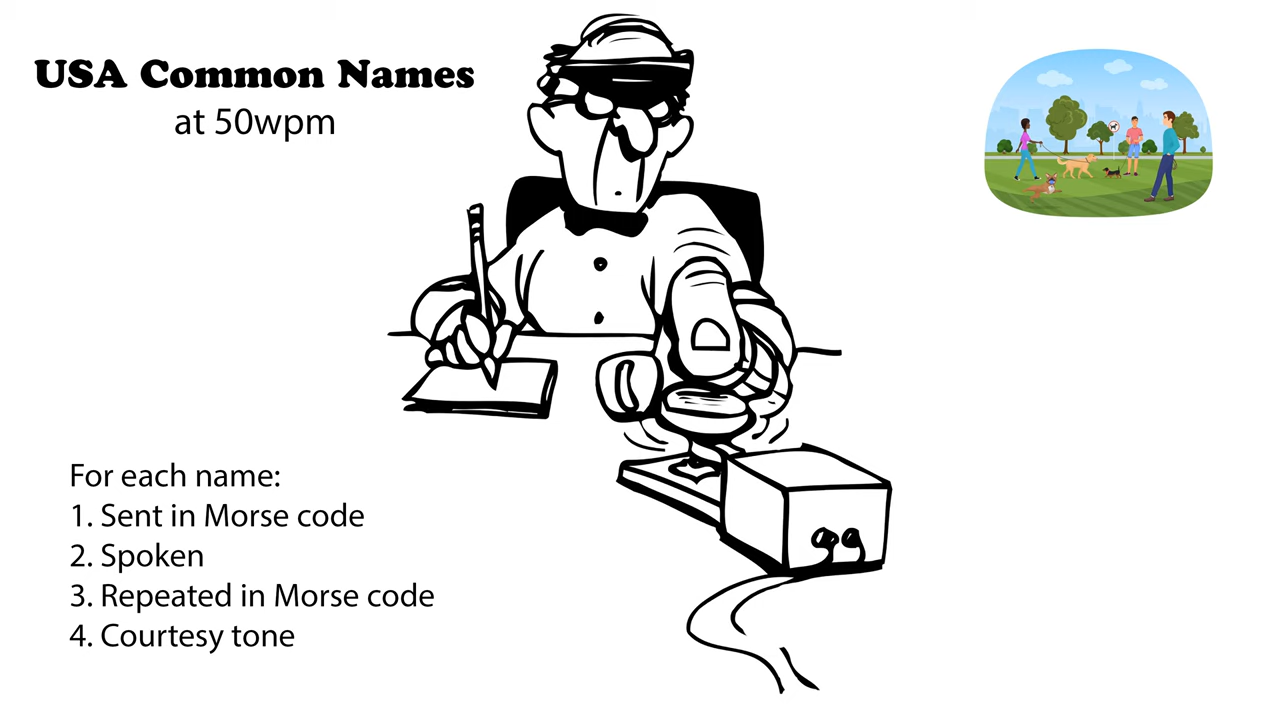 USA Common Names
at 50wpm
For each name:
1. Sent in Morse code
2. Spoken
3. Repeated in Morse code
4. Courtesy tone